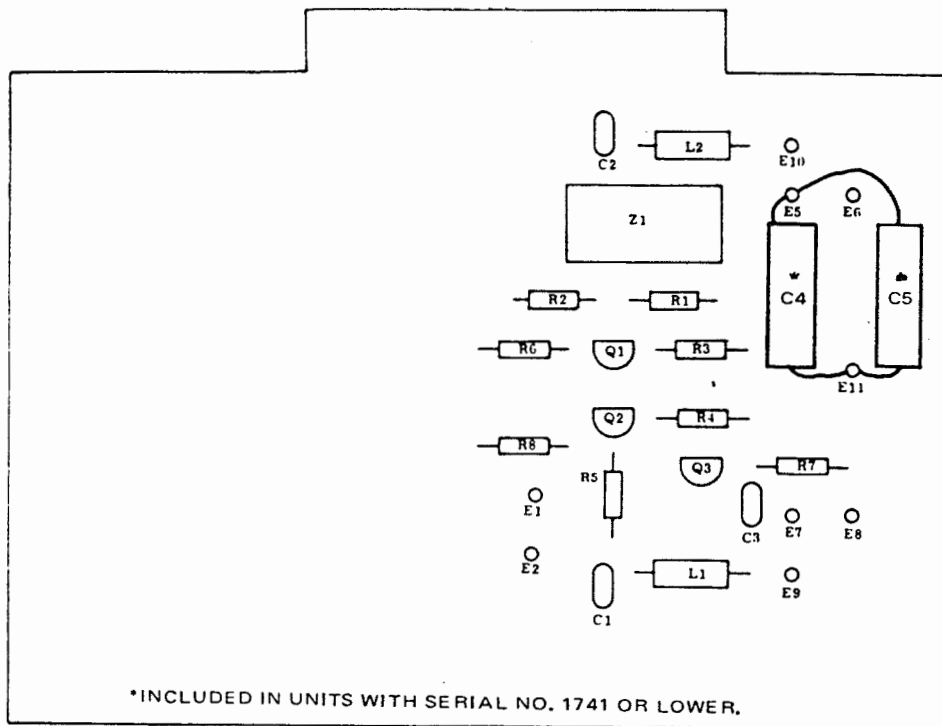 C2
L2
E10
Z1
E5
E6
*
C4
*
C5
R2
R1
R6
Q1
R3
E11
Q2
R4
R8
R5
Q3
R7
E1
C3
E7
E8
E2
C1
L1
E9
*INCLUDED IN UNITS WITH SERIAL NO. 1741 OR LOWER.